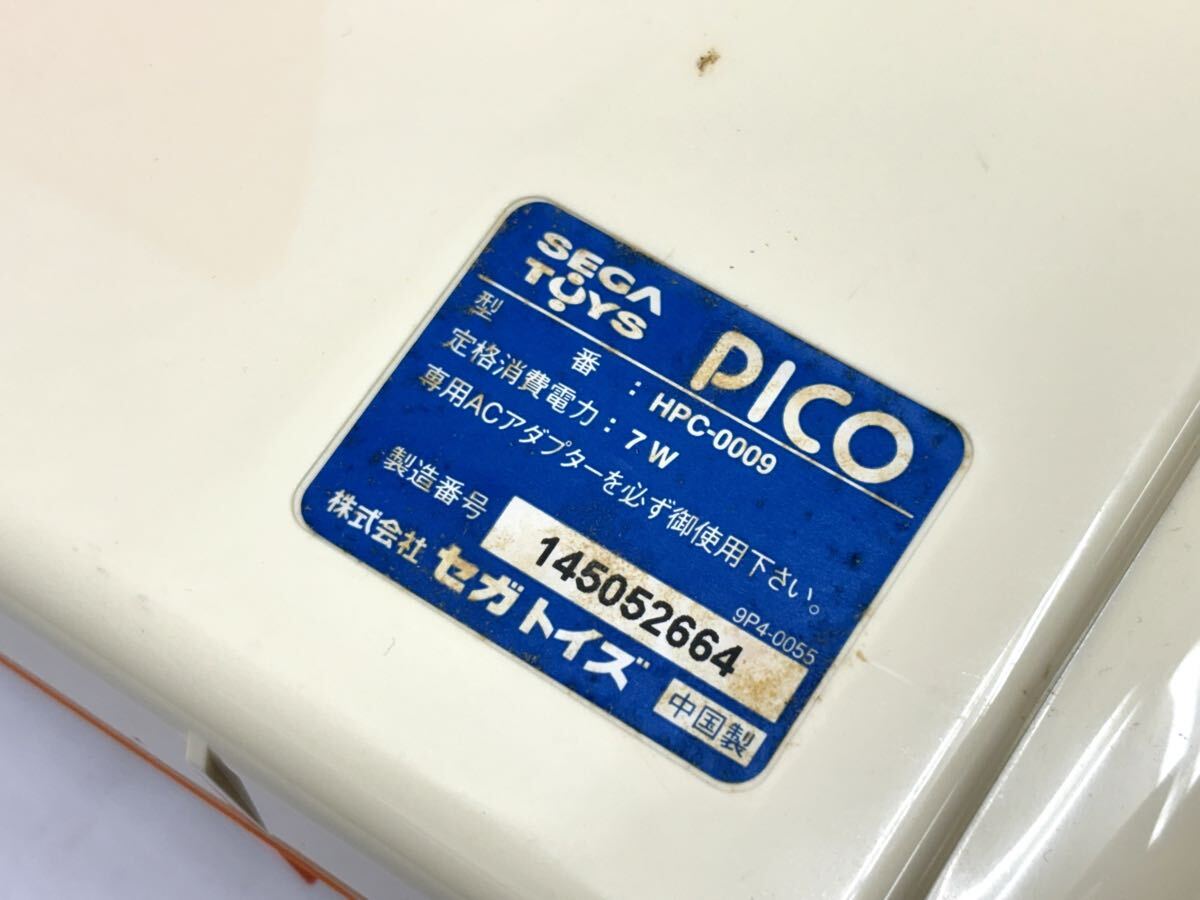 SEGA
TOYS
PICO
型 番 : HPC-0009
定格消費電力 : 7 W
専用ACアダプターを必ず御使用下さい。
製造番号 145052664
9P4-0055
株式会社 セガトイズ
中国製